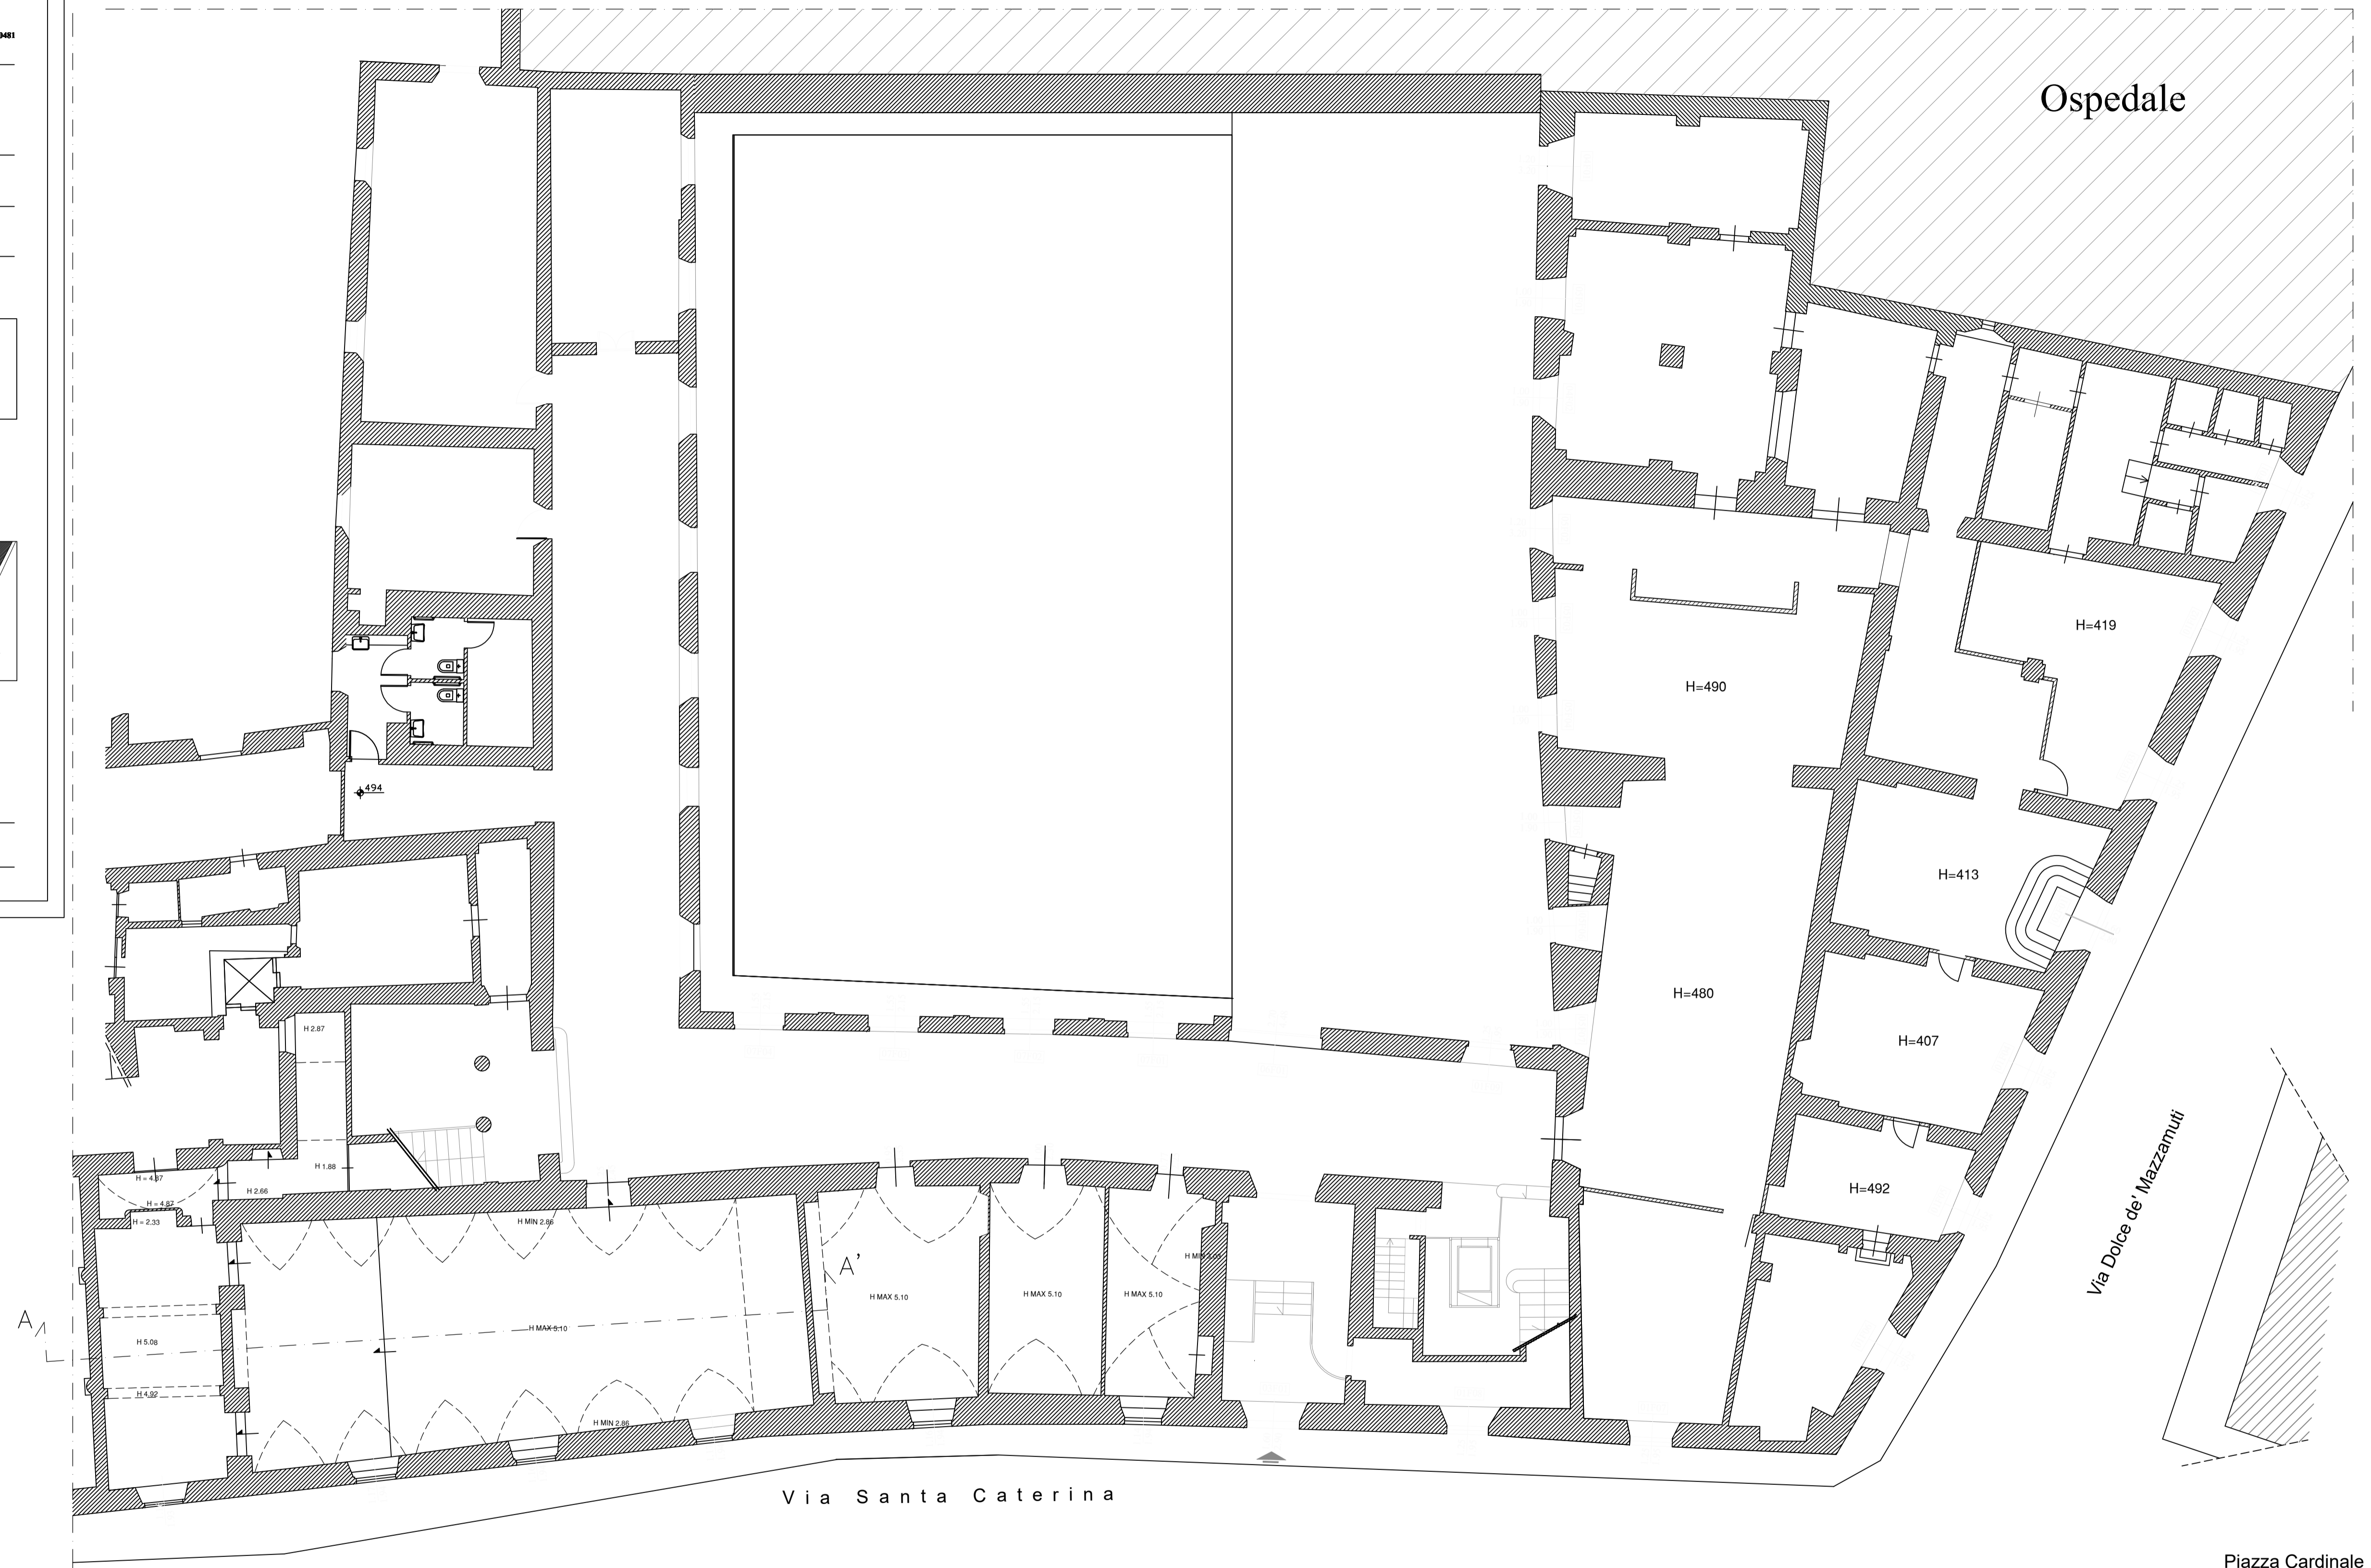 0481
Ospedale
H=419
H=490
494
H=413
H=480
H 2.87
H=407
H 1.88
H = 4.87
H 2.66
H = 4.87
H=492
H = 2.33
H MIN 2.86
A'
H MAX 5.10
H MAX 5.10
H MAX 5.10
A
H MAX 5.10
H 5.08
H 4.92
H MIN 2.86
Via Dolce de' Mazzamuti
Via Santa Caterina
Piazza Cardinale